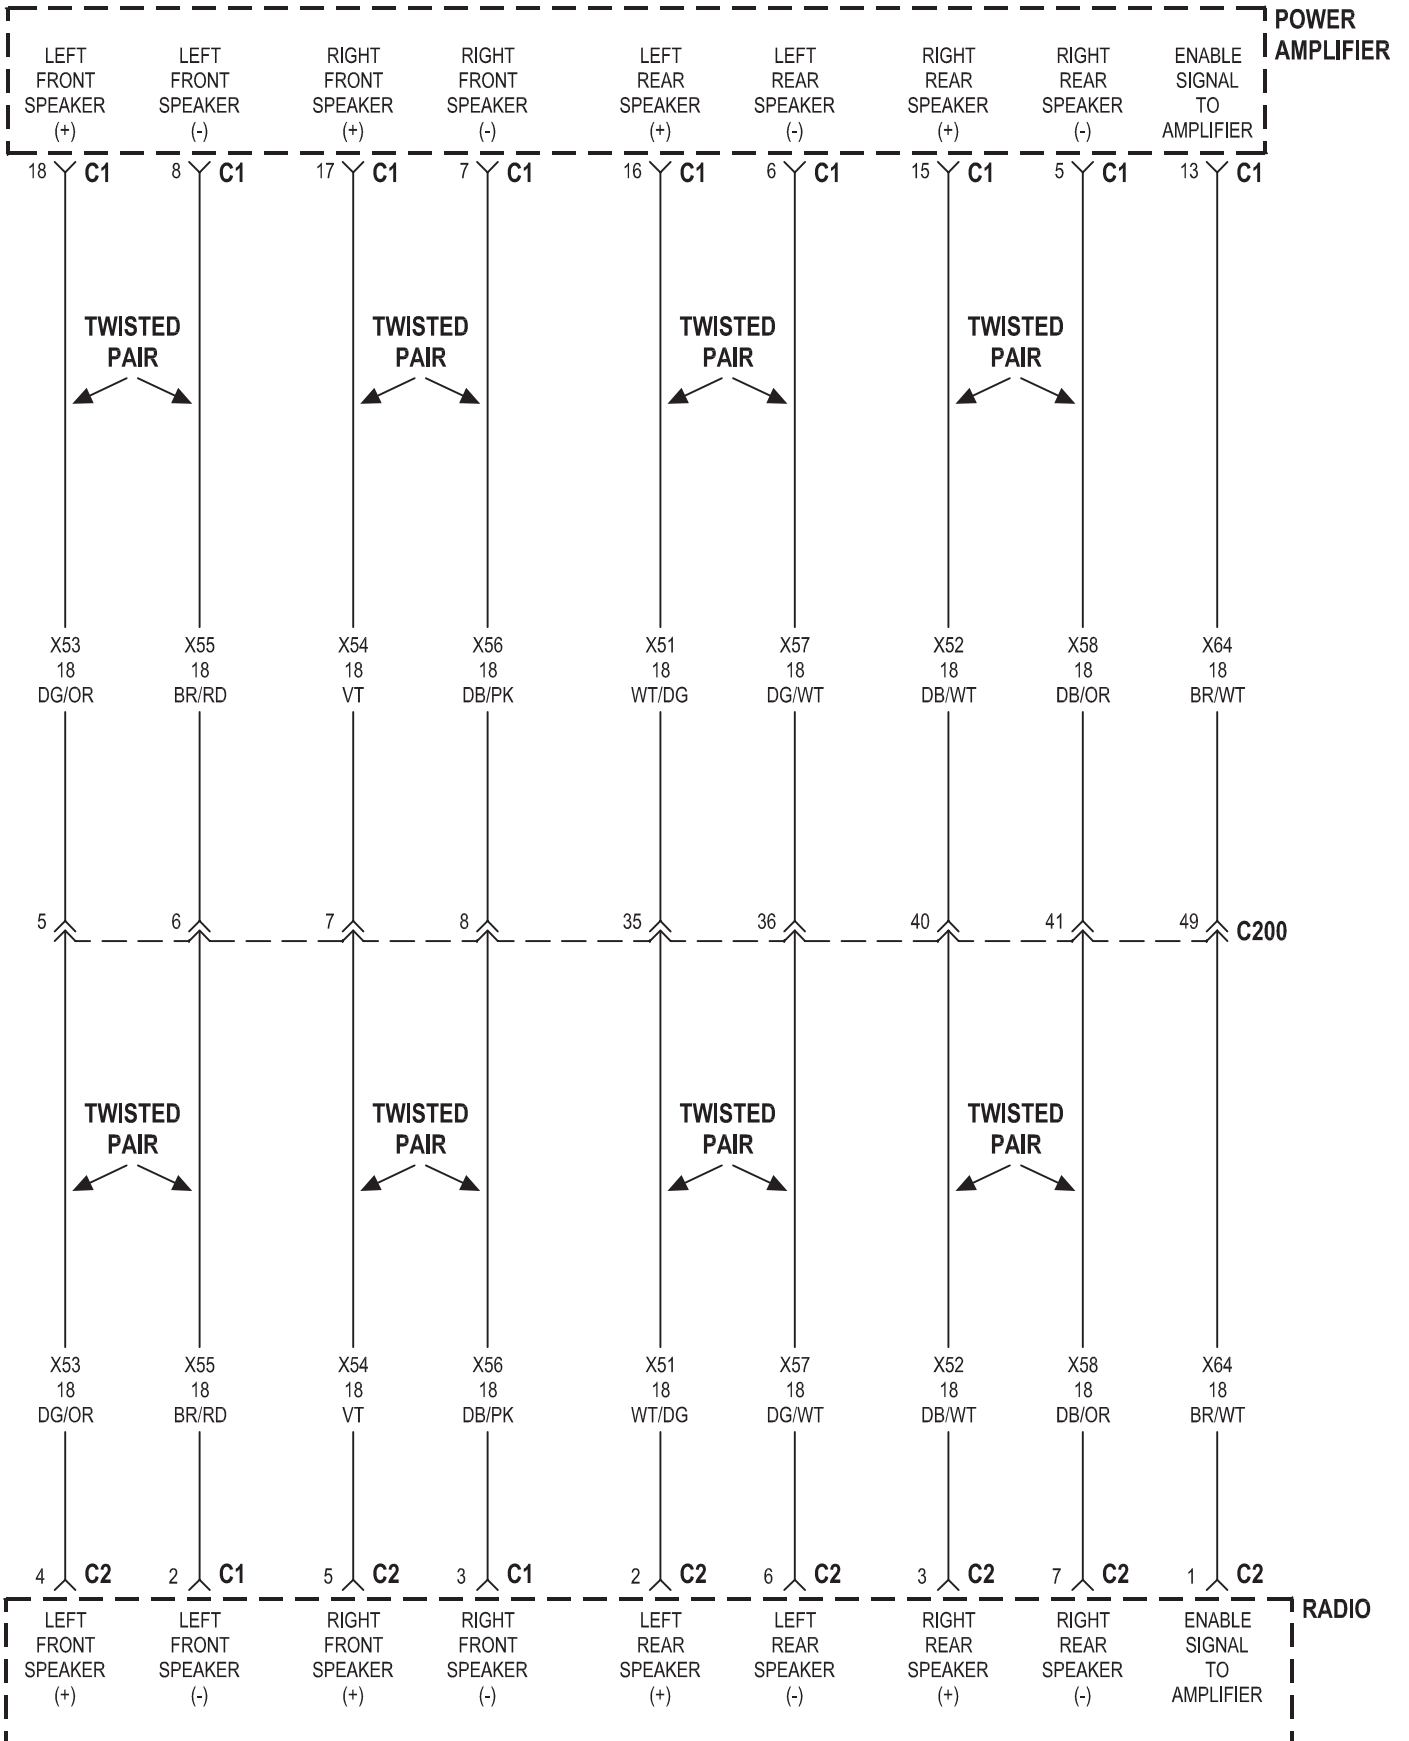 POWER
AMPLIFIER
LEFT LEFT RIGHT RIGHT LEFT LEFT RIGHT RIGHT ENABLE
FRONT FRONT FRONT FRONT REAR REAR REAR REAR SIGNAL
SPEAKER SPEAKER SPEAKER SPEAKER SPEAKER SPEAKER SPEAKER SPEAKER TO
(+) (-) (+) (-) (+) (-) (+) (-) AMPLIFIER
18 C1 8 C1 17 C1 7 C1 16 C1 6 C1 15 C1 5 C1 13 C1
TWISTED TWISTED TWISTED TWISTED
PAIR PAIR PAIR PAIR
X53 X55 X54 X56 X51 X57 X52 X58 X64
18 18 18 18 18 18 18 18 18
DG/OR BR/RD VT DB/PK WT/DG DG/WT DB/WT DB/OR BR/WT
5 6 7 8 35 36 40 41 49 C200
TWISTED TWISTED TWISTED TWISTED
PAIR PAIR PAIR PAIR
X53 X55 X54 X56 X51 X57 X52 X58 X64
18 18 18 18 18 18 18 18 18
DG/OR BR/RD VT DB/PK WT/DG DG/WT DB/WT DB/OR BR/WT
4 C2 2 C1 5 C2 3 C1 2 C2 6 C2 3 C2 7 C2 1 C2
RADIO
LEFT LEFT RIGHT RIGHT LEFT LEFT RIGHT RIGHT ENABLE
FRONT FRONT FRONT FRONT REAR REAR REAR REAR SIGNAL
SPEAKER SPEAKER SPEAKER SPEAKER SPEAKER SPEAKER SPEAKER SPEAKER TO
(+) (-) (+) (-) (+) (-) (+) (-) AMPLIFIER